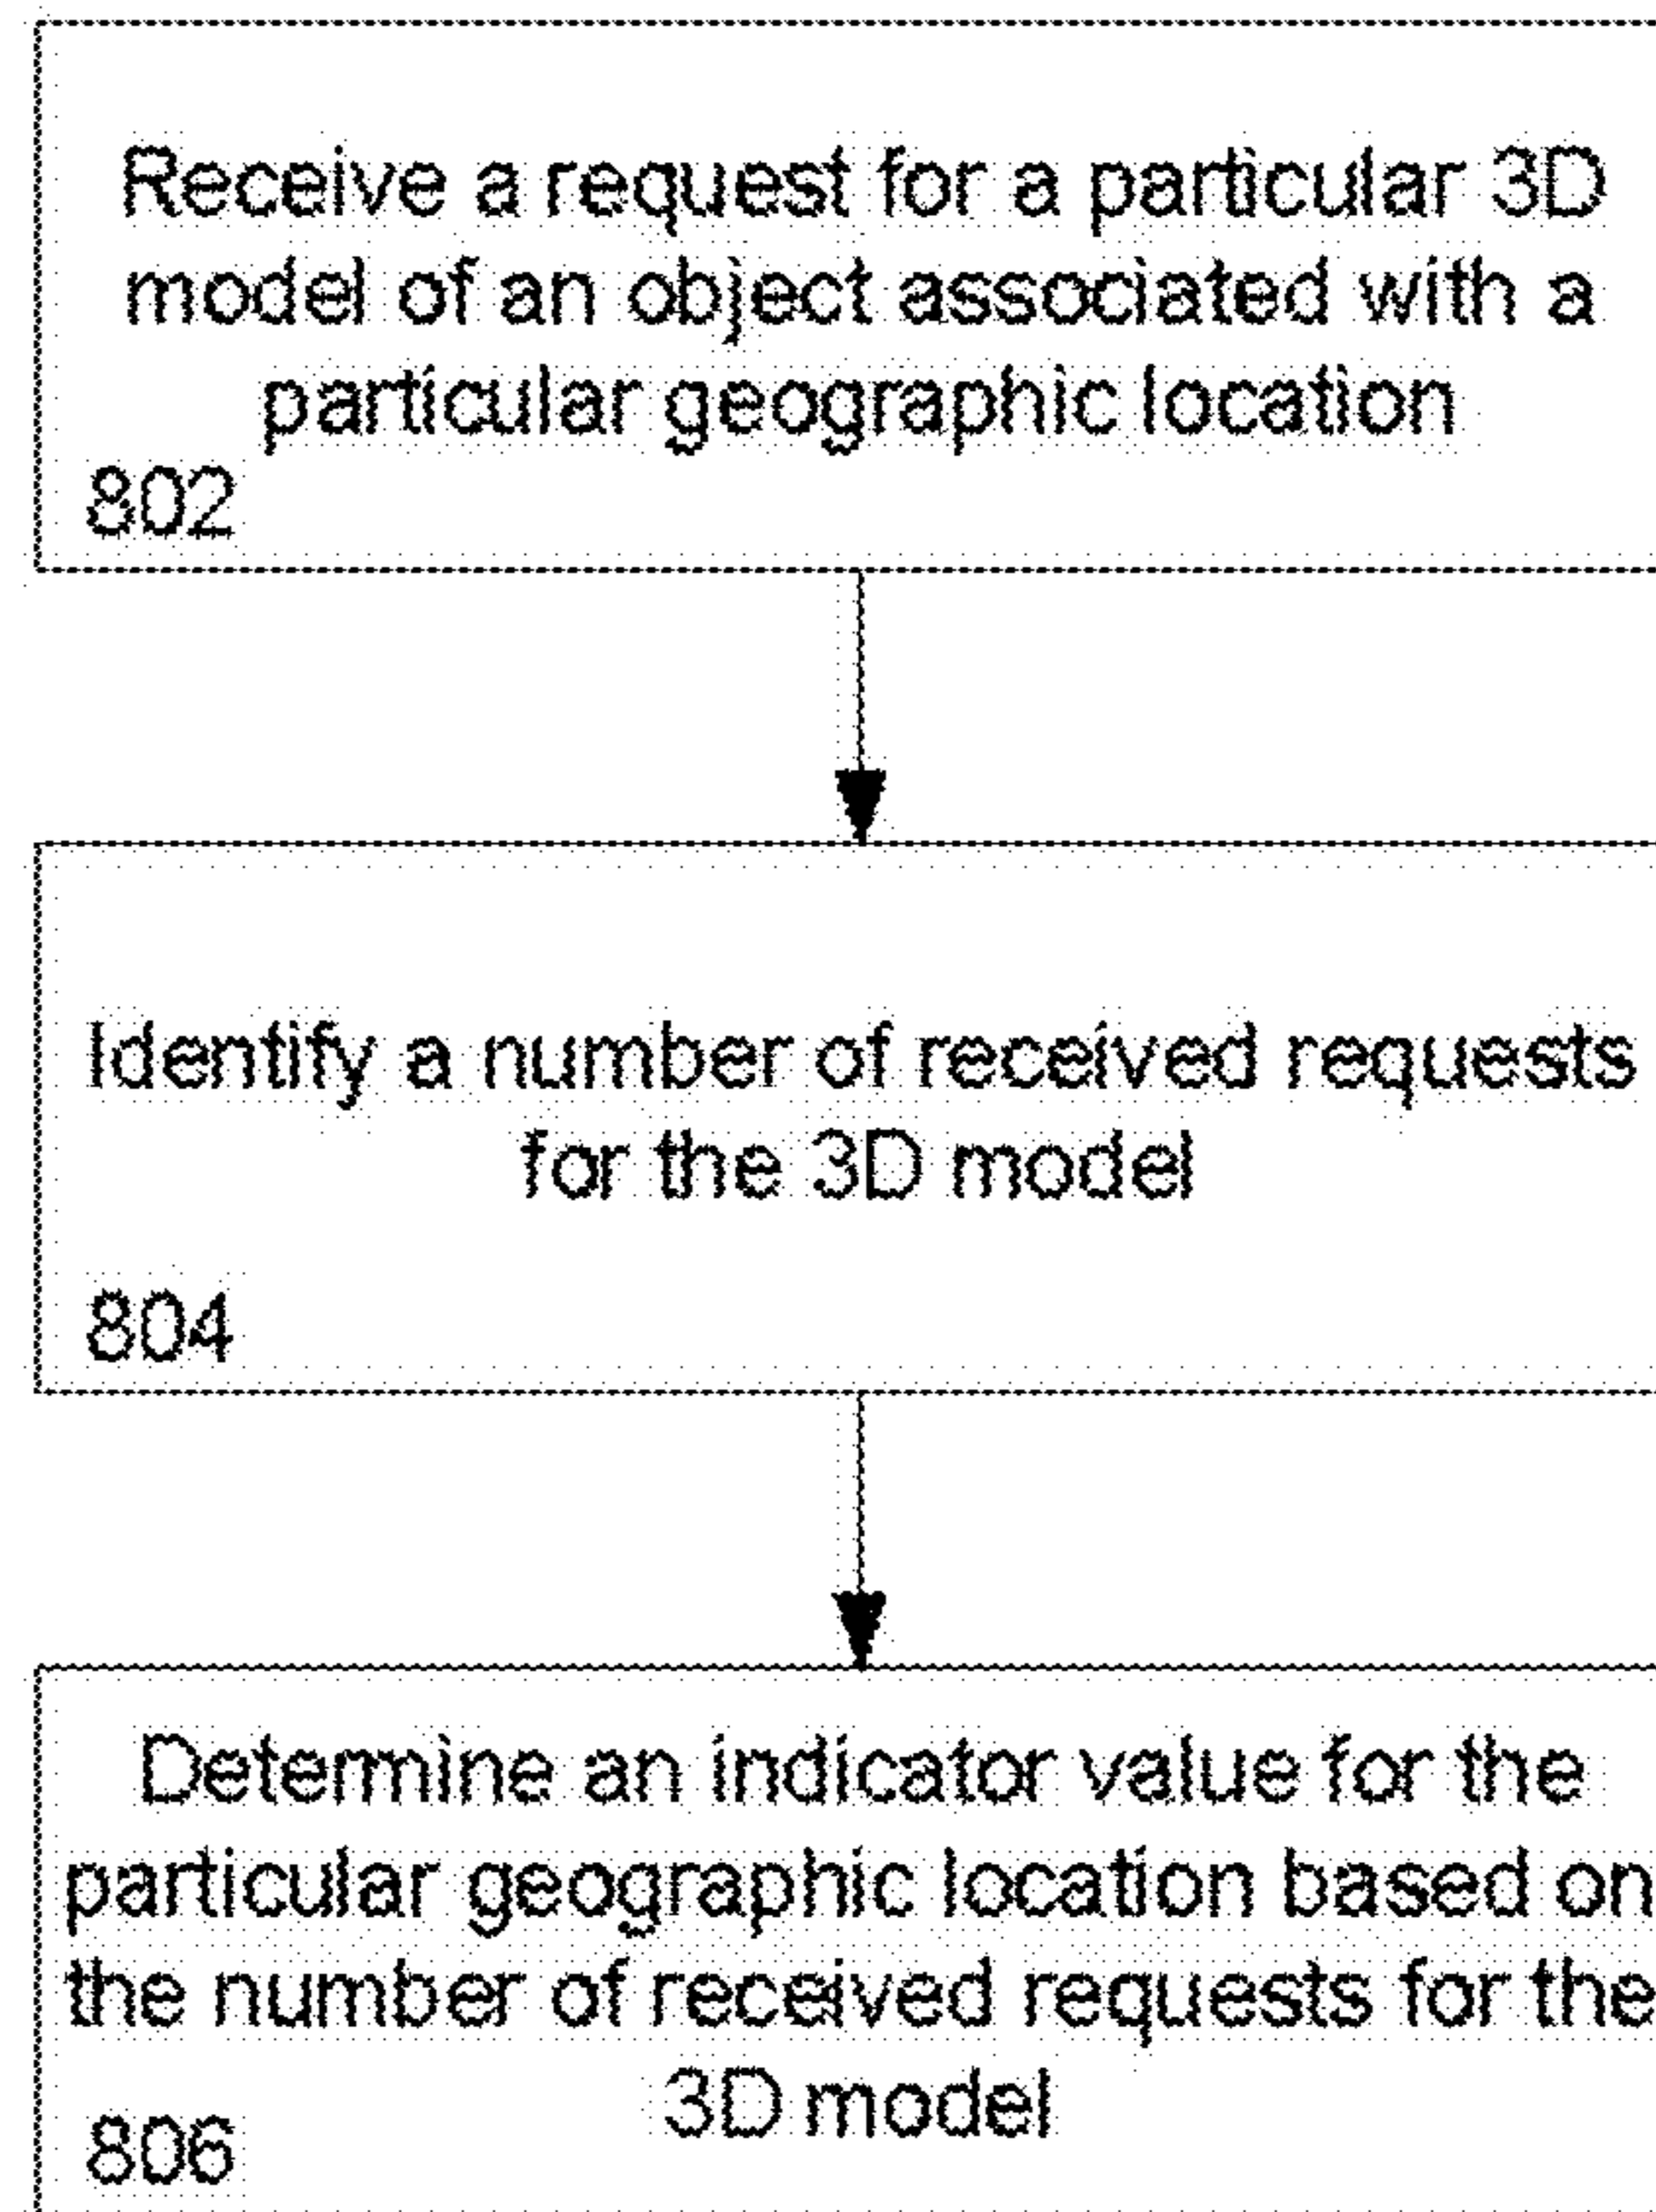 Receive a request for a particular 3D
model of an object associated with a
particular geographic location
802
Identify a number of received requests
for the 3D model
804
Determine an indicator value for the
particular geographic location based on
the number of received requests for the
3D model
806